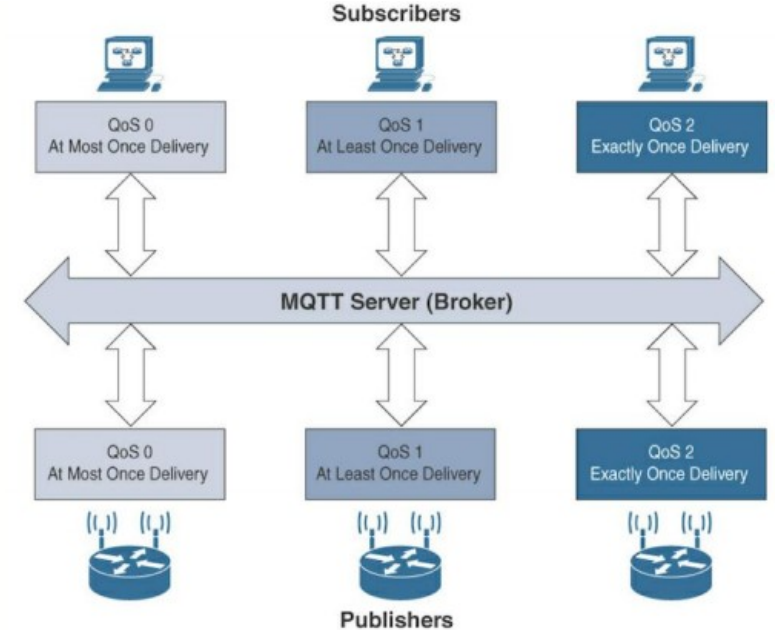 Subscribers
QoS 0
At Most Once Delivery
QoS 1
At Least Once Delivery
QoS 2
Exactly Once Delivery
MQTT Server (Broker)
QoS 0
At Most Once Delivery
QoS 1
At Least Once Delivery
QoS 2
Exactly Once Delivery
Publishers